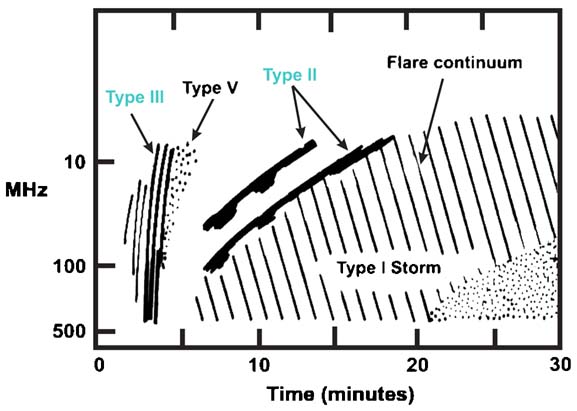 Type III
Type V
Type II
Flare continuum
10
MHz
100
Type I Storm
500
0
10
20
30
Time (minutes)